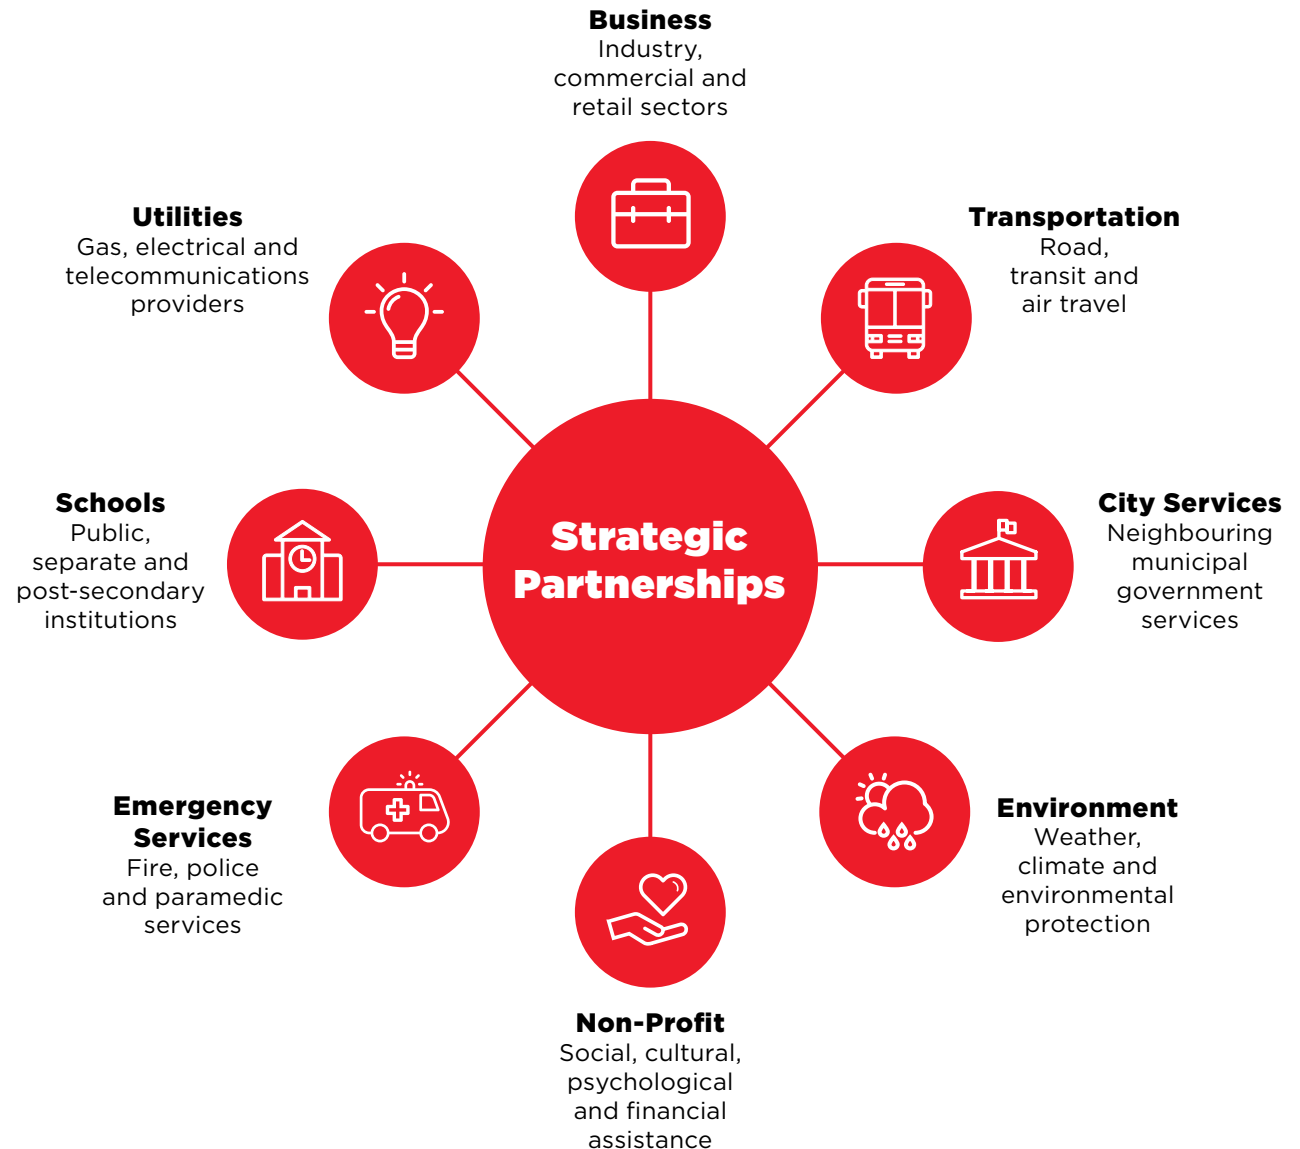 Business
Industry,
commercial and
retail sectors
Utilities
Gas, electrical and
telecommunications
providers
Transportation
Road,
transit and
air travel
Schools
Public,
separate and
post-secondary
institutions
Strategic
Partnerships
City Services
Neighbouring
municipal
government
services
Emergency
Services
Fire, police
and paramedic
services
Environment
Weather,
climate and
environmental
protection
Non-Profit
Social, cultural,
psychological
and financial
assistance